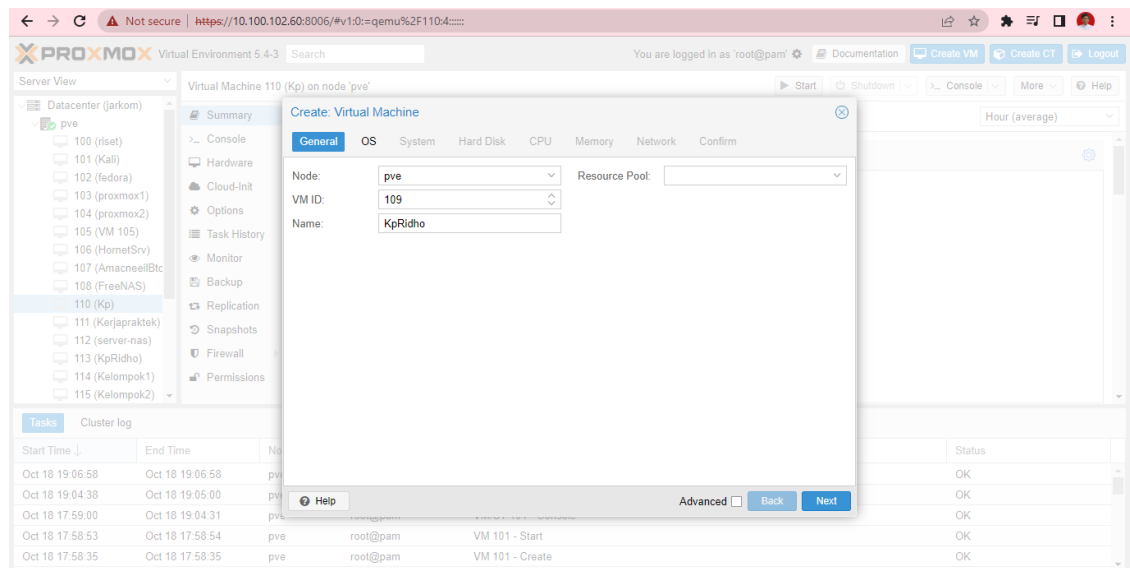 Not secure | https://10.100.102.60:8006/#v1:0:=qemu%2F110:4::::::
PROXMOX Virtual Environment 5.4-3 Search You are logged in as 'root@pam' Documentation Create VM Create CT Logout
Server View
Virtual Machine 110 (Kp) on node 'pve' Start Shutdown Console More Help
Datacenter (jarkom)
pve
100 (riset)
101 (Kali)
102 (fedora)
103 (proxmox1)
104 (proxmox2)
105 (VM 105)
106 (HornetSrv)
107 (AmacneeilBtc
108 (FreeNAS)
110 (Kp)
111 (Kerjapraktek)
112 (server-nas)
113 (KpRidho)
114 (Kelompok1)
115 (Kelompok2)
Summary
Console
Hardware
Cloud-Init
Options
Task History
Monitor
Backup
Replication
Snapshots
Firewall
Permissions
Hour (average)
Create: Virtual Machine
General OS System Hard Disk CPU Memory Network Confirm
Node: pve Resource Pool:
VM ID: 109
Name: KpRidho
Help Advanced Back Next
Tasks Cluster log
Start Time End Time No Status
Oct 18 19:06:58 Oct 18 19:06:58 pve OK
Oct 18 19:04:38 Oct 18 19:05:00 pve OK
Oct 18 17:59:00 Oct 18 19:04:31 pve root@pam OK
Oct 18 17:58:53 Oct 18 17:58:54 pve root@pam VM 101 - Start OK
Oct 18 17:58:35 Oct 18 17:58:35 pve root@pam VM 101 - Create OK